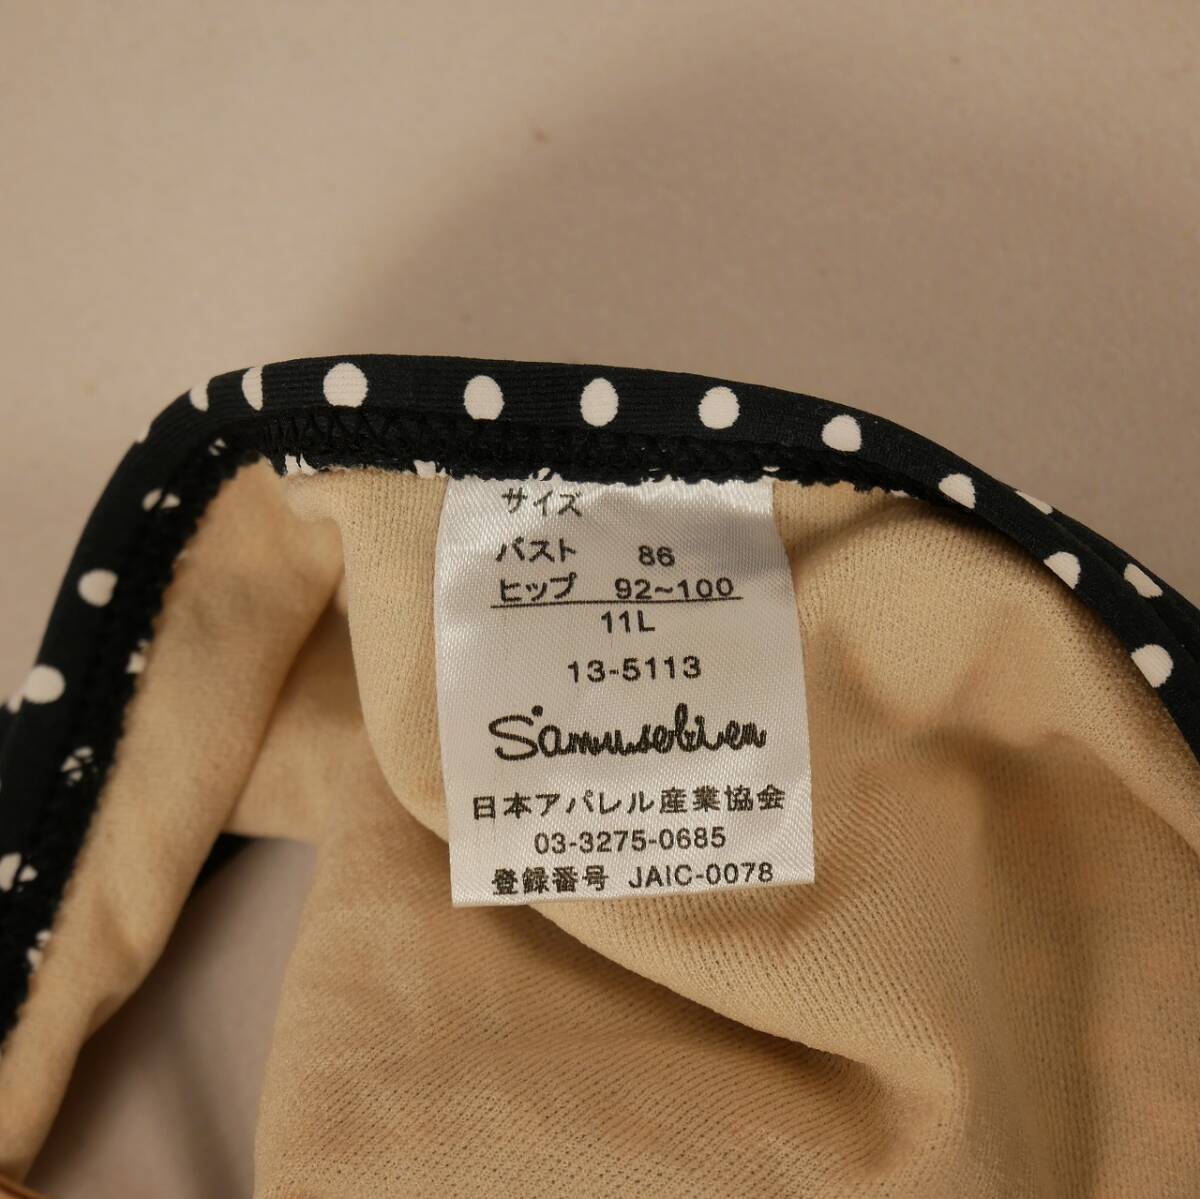 サイズ
バスト 86
ヒップ 92~100
11L
13-5113
S'amusebien
日本アパレル産業協会
03-3275-0685
登録番号 JAIC-0078